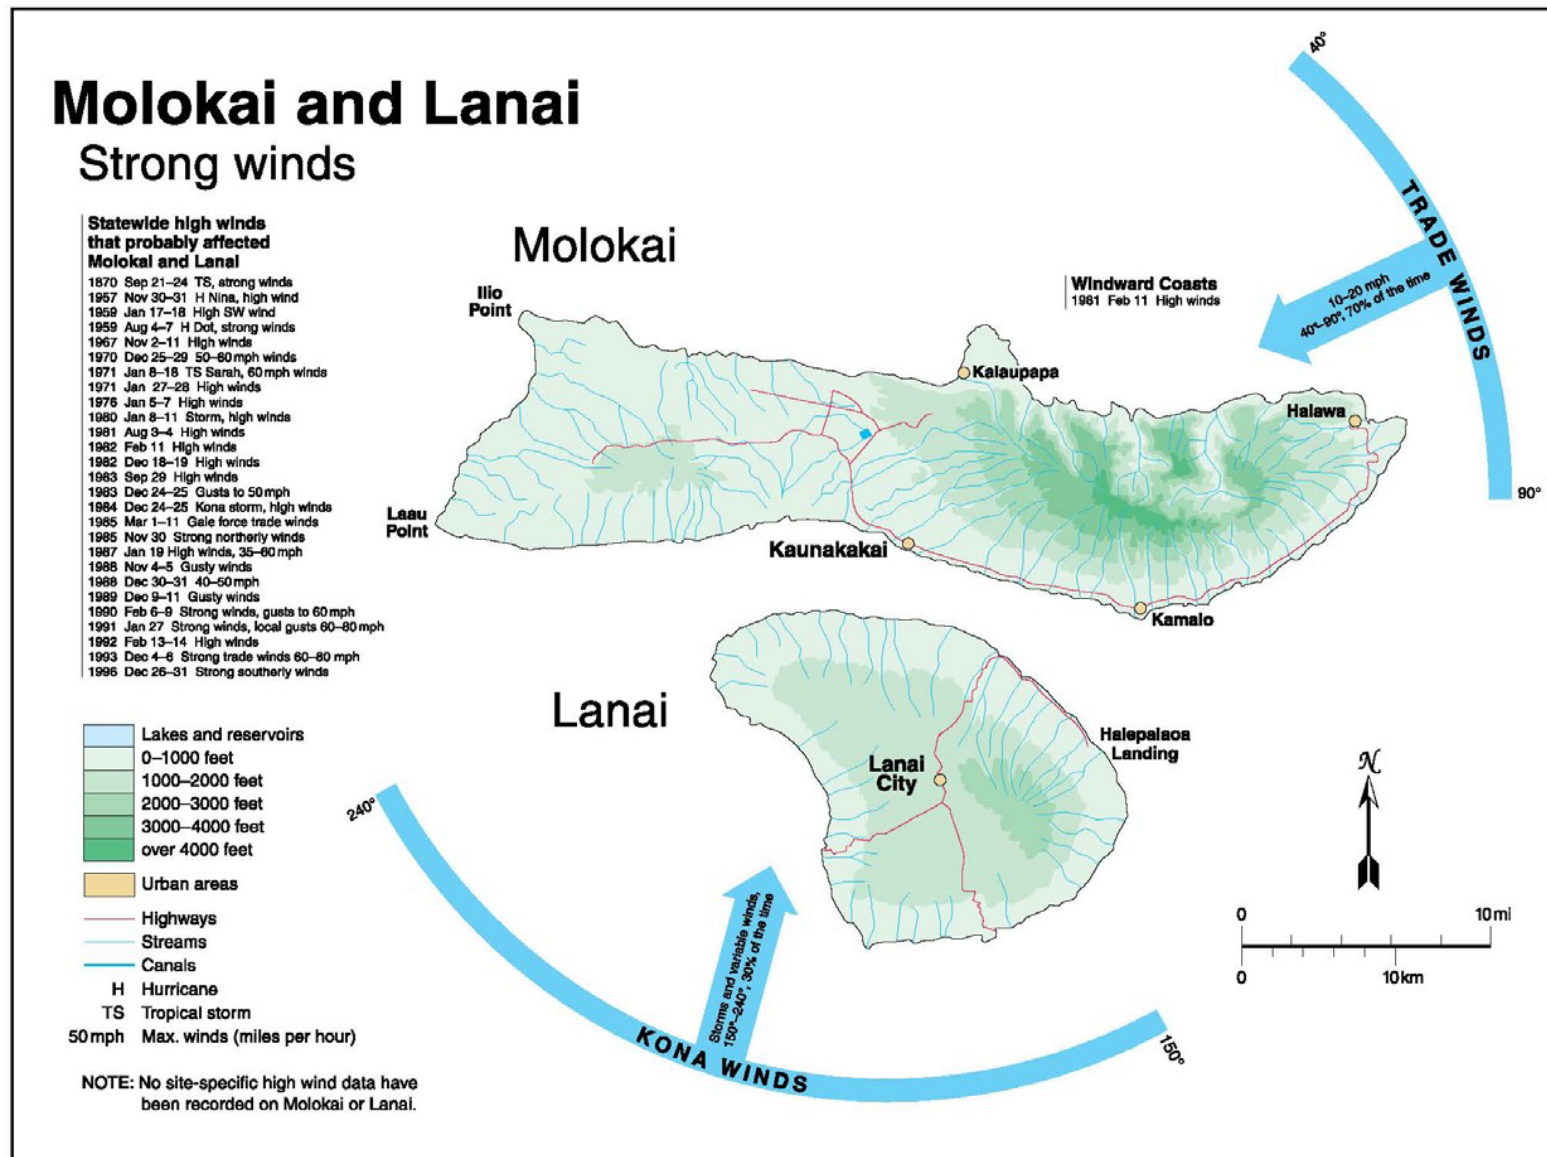 Molokai and Lanai
Strong winds
Statewide high winds
that probably affected
Molokai and Lanai
1870 Sep 21–24 TS, strong winds
1957 Nov 30–31 H Nina, high wind
1959 Jan 17–18 High SW wind
1959 Aug 4–7 H Dot, strong winds
1967 Nov 2–11 High winds
1970 Dec 25–29 50–60 mph winds
1971 Jan 8–18 TS Sarah, 60 mph winds
1971 Jan 27–28 High winds
1976 Jan 5–7 High winds
1980 Jan 8–11 Storm, high winds
1981 Aug 3–4 High winds
1982 Feb 11 High winds
1982 Dec 18–19 High winds
1983 Sep 29 High winds
1983 Dec 24–25 Gusts to 50 mph
1984 Dec 24–25 Kona storm, high winds
1985 Mar 1–11 Gale force trade winds
1985 Nov 30 Strong northerly winds
1987 Jan 19 High winds, 35–60 mph
1988 Nov 4–5 Gusty winds
1988 Dec 30–31 40–50 mph
1989 Dec 9–11 Gusty winds
1990 Feb 6–9 Strong winds, gusts to 60 mph
1991 Jan 27 Strong winds, local gusts 60–80 mph
1992 Feb 13–14 High winds
1993 Dec 4–6 Strong trade winds 60–80 mph
1996 Dec 26–31 Strong southerly winds
Molokai
Ilio
Point
Laau
Point
Kalaupapa
Halawa
Kaunakakai
Kamalo
Windward Coasts
1981 Feb 11 High winds
40°
TRADE WINDS
10–20 mph
40°–90°, 70% of the time
90°
Lanai
Lanai
City
Halepalaoa
Landing
240°
KONA WINDS
Storms and variable winds,
150°–240°, 30% of the time
150°
Lakes and reservoirs
0–1000 feet
1000–2000 feet
2000–3000 feet
3000–4000 feet
over 4000 feet
Urban areas
Highways
Streams
Canals
H Hurricane
TS Tropical storm
50 mph Max. winds (miles per hour)
NOTE: No site-specific high wind data have
been recorded on Molokai or Lanai.
N
0 10 mi
0 10 km